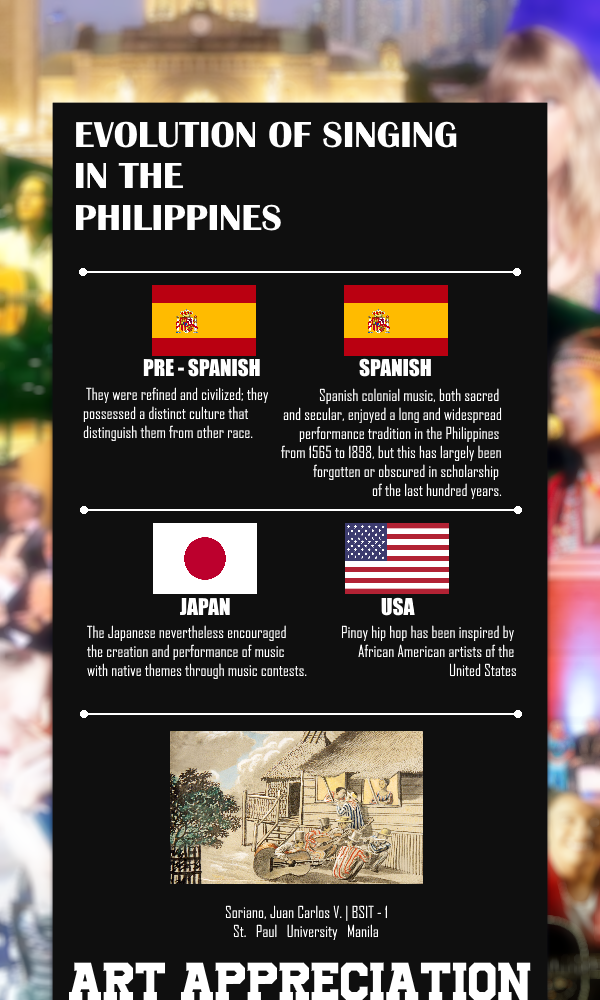 EVOLUTION OF SINGING
IN THE
PHILIPPINES
PRE - SPANISH
They were refined and civilized; they
possessed a distinct culture that
distinguish them from other race.
SPANISH
Spanish colonial music, both sacred
and secular, enjoyed a long and widespread
performance tradition in the Philippines
from 1565 to 1898, but this has largely been
forgotten or obscured in scholarship
of the last hundred years.
JAPAN
The Japanese nevertheless encouraged
the creation and performance of music
with native themes through music contests.
USA
Pinoy hip hop has been inspired by
African American artists of the
United States
Soriano, Juan Carlos V. | BSIT - 1
St. Paul University Manila
ART APPRECIATION